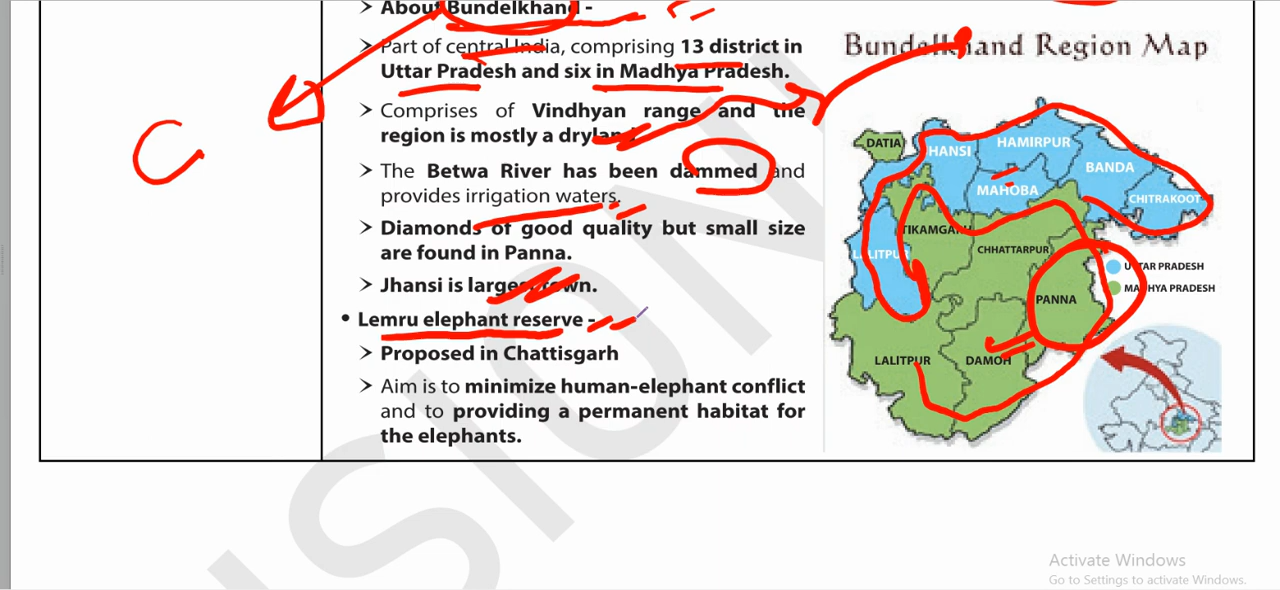 ➤ About Bundelkhand -
➤ Part of central India, comprising 13 district in
Uttar Pradesh and six in Madhya Pradesh.
➤ Comprises of Vindhyan range and the
region is mostly a dryland
➤ The Betwa River has been dammed and
provides irrigation waters.
➤ Diamonds of good quality but small size
are found in Panna.
➤ Jhansi is largest town.
• Lemru elephant reserve -
➤ Proposed in Chattisgarh
➤ Aim is to minimize human-elephant conflict
and to providing a permanent habitat for
the elephants.
C
Bundelkhand Region Map
DATIA
HANSI
HAMIRPUR
BANDA
MAHOBA
CHITRAKOOT
TIKAMGARH
CHHATTARPUR
LALITPUR
UTTAR PRADESH
MADHYA PRADESH
PANNA
LALITPUR
DAMOH
Activate Windows
Go to Settings to activate Windows.